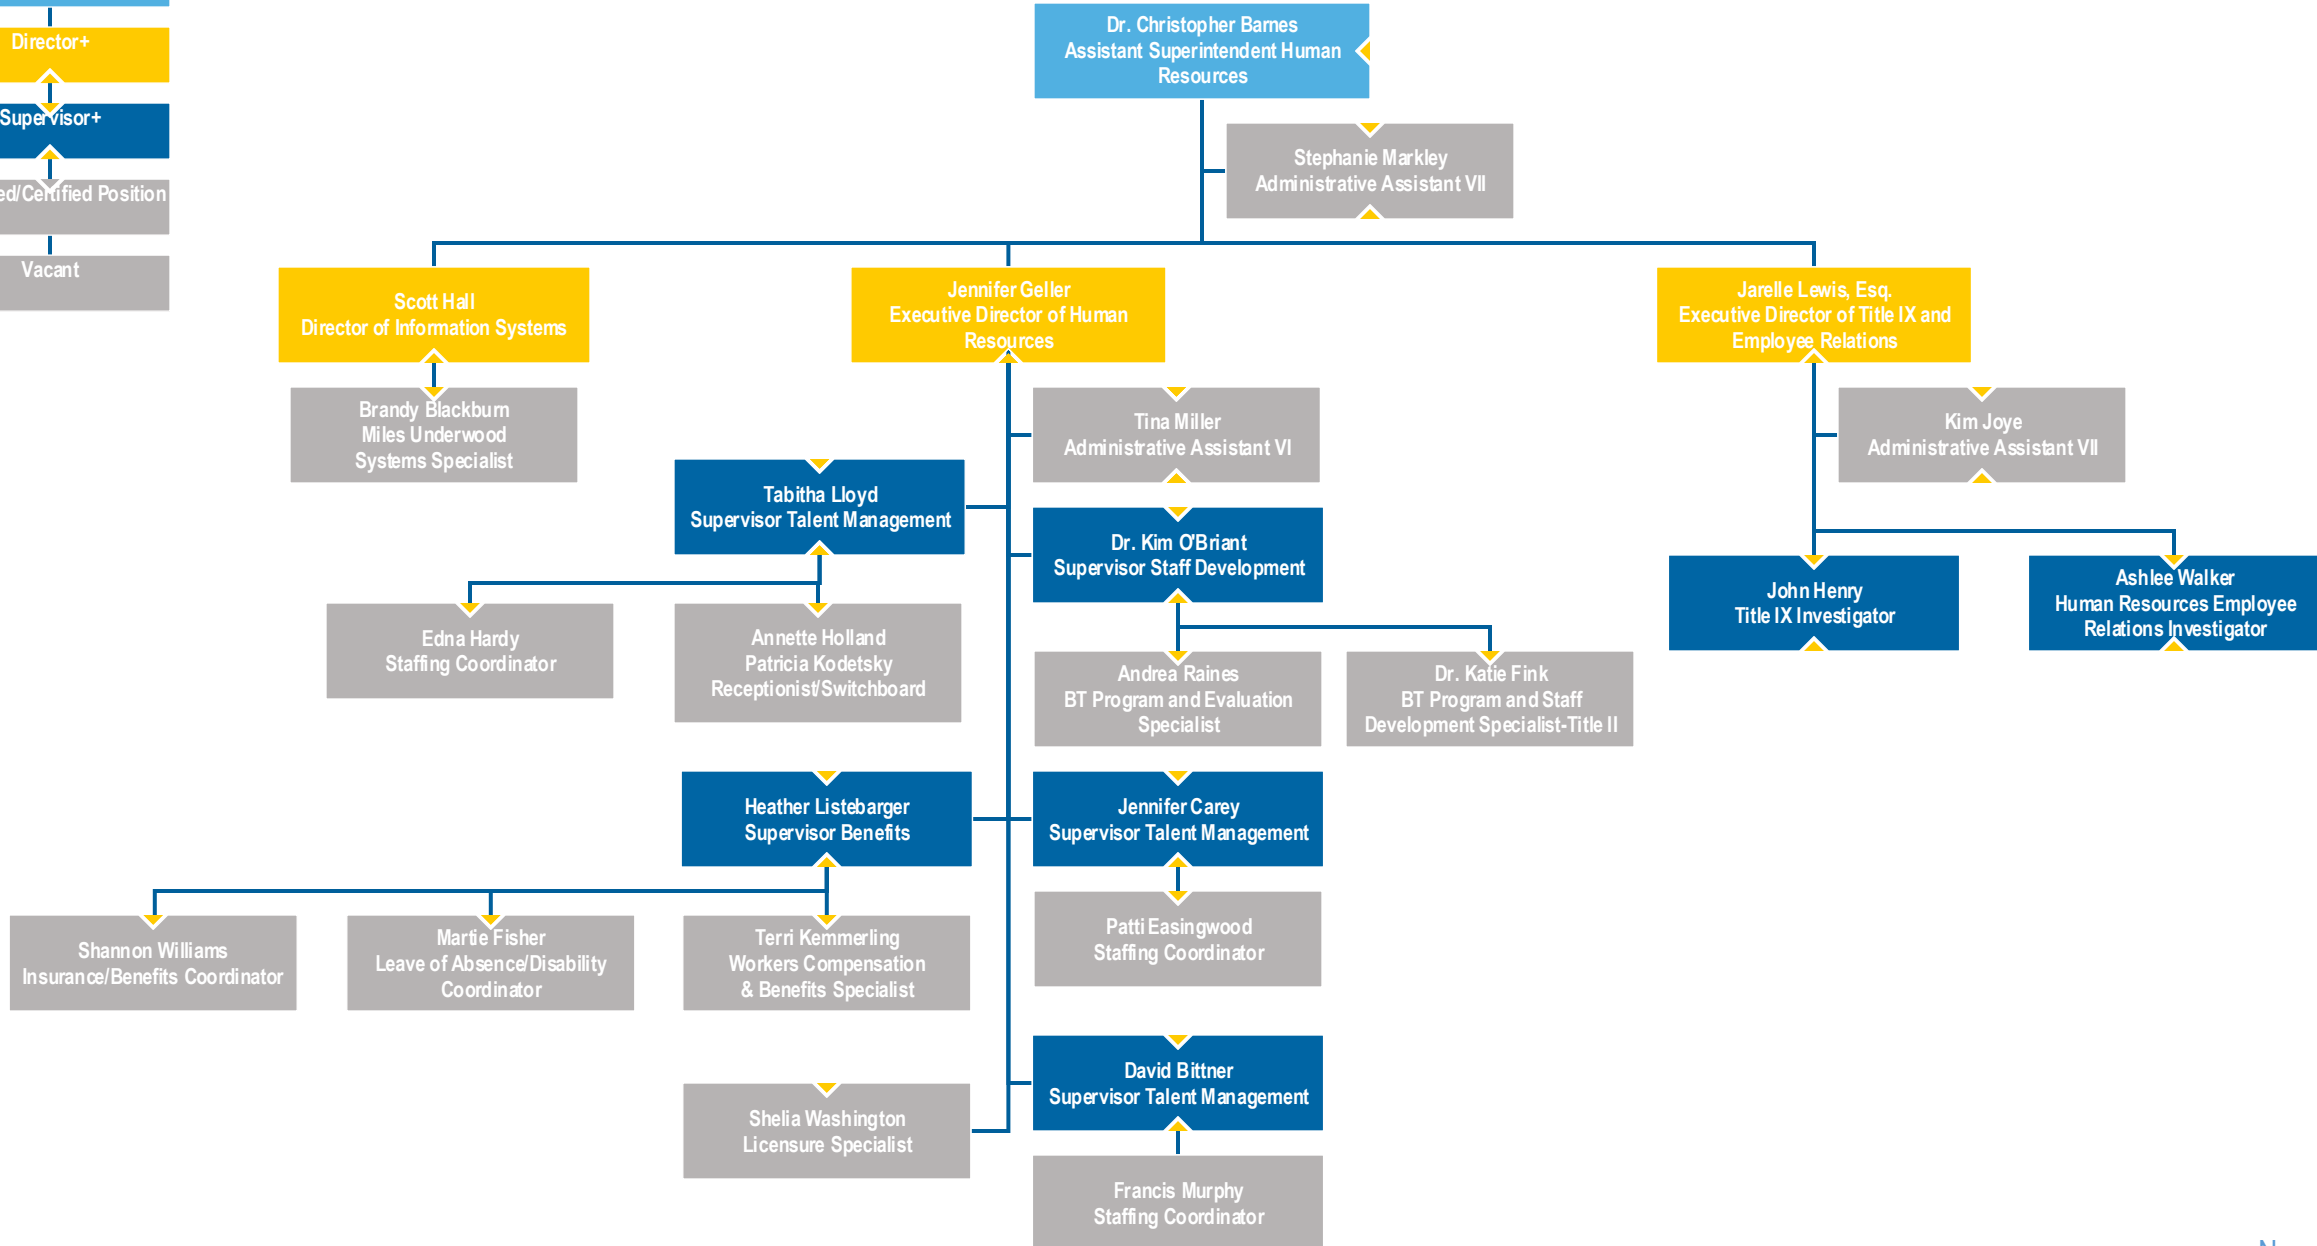 Director+
Supervisor+
ed/Certified Position
Vacant
Dr. Christopher Barnes
Assistant Superintendent Human
Resources
Stephanie Markley
Administrative Assistant VII
Scott Hall
Director of Information Systems
Jennifer Geller
Executive Director of Human
Resources
Jarelle Lewis, Esq.
Executive Director of Title IX and
Employee Relations
Brandy Blackburn
Miles Underwood
Systems Specialist
Tina Miller
Administrative Assistant VI
Kim Joye
Administrative Assistant VII
Tabitha Lloyd
Supervisor Talent Management
Dr. Kim O'Briant
Supervisor Staff Development
John Henry
Title IX Investigator
Ashlee Walker
Human Resources Employee
Relations Investigator
Edna Hardy
Staffing Coordinator
Annette Holland
Patricia Kodetsky
Receptionist/Switchboard
Andrea Raines
BT Program and Evaluation
Specialist
Dr. Katie Fink
BT Program and Staff
Development Specialist-Title II
Heather Listebarger
Supervisor Benefits
Jennifer Carey
Supervisor Talent Management
Shannon Williams
Insurance/Benefits Coordinator
Martie Fisher
Leave of Absence/Disability
Coordinator
Terri Kemmerling
Workers Compensation
& Benefits Specialist
Patti Easingwood
Staffing Coordinator
David Bittner
Supervisor Talent Management
Shelia Washington
Licensure Specialist
Francis Murphy
Staffing Coordinator